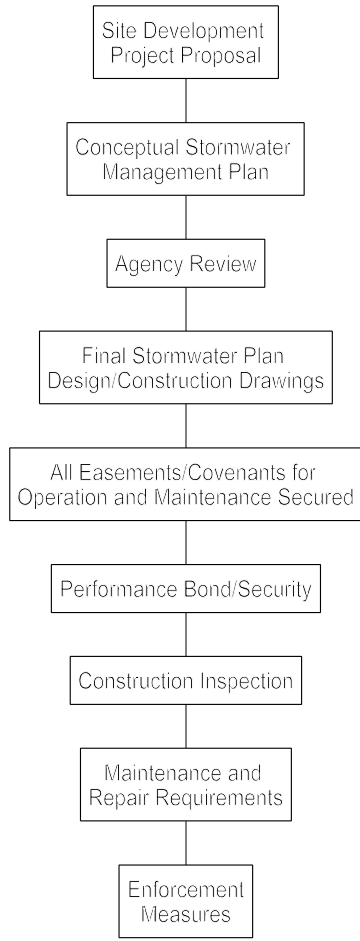 Site Development
Project Proposal
Conceptual Stormwater
Management Plan
Agency Review
Final Stormwater Plan
Design/Construction Drawings
All Easements/Covenants for
Operation and Maintenance Secured
Performance Bond/Security
Construction Inspection
Maintenance and
Repair Requirements
Enforcement
Measures